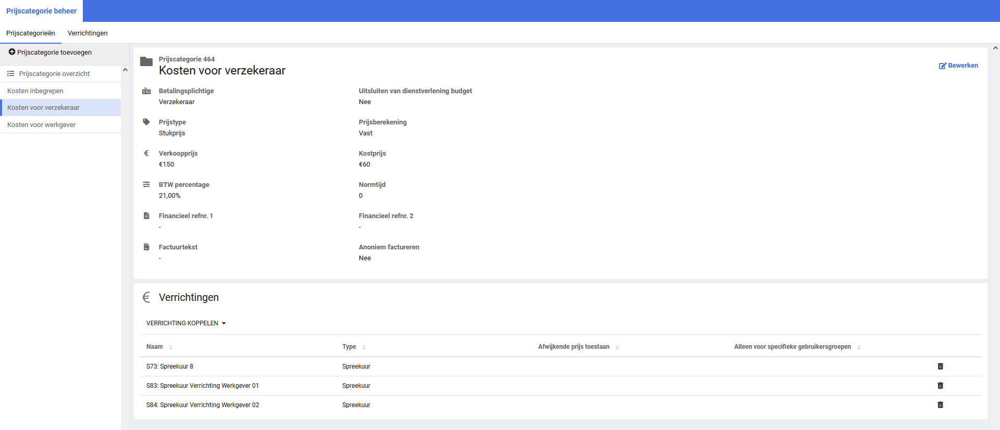 Prijscategorie beheer
Prijscategorieën Verrichtingen
Prijscategorie toevoegen
Prijscategorie overzicht
Kosten inbegrepen
Kosten voor verzekeraar
Kosten voor werkgever
Prijscategorie 464
Kosten voor verzekeraar
Bewerken
Betalingsplichtige Uitsluiten van dienstverlening budget
Verzekeraar Nee
Prijstype Prijsberekening
Stukprijs Vast
Verkoopprijs Kostprijs
€150 €60
BTW percentage Normtijd
21,00% 0
Financieel refnr. 1 Financieel refnr. 2
- -
Factuurtekst Anoniem factureren
- Nee
Verrichtingen
VERRICHTING KOPPELEN
Naam Type Afwijkende prijs toestaan Alleen voor specifieke gebruikersgroepen
S73: Spreekuur 8 Spreekuur
S83: Spreekuur Verrichting Werkgever 01 Spreekuur
S84: Spreekuur Verrichting Werkgever 02 Spreekuur